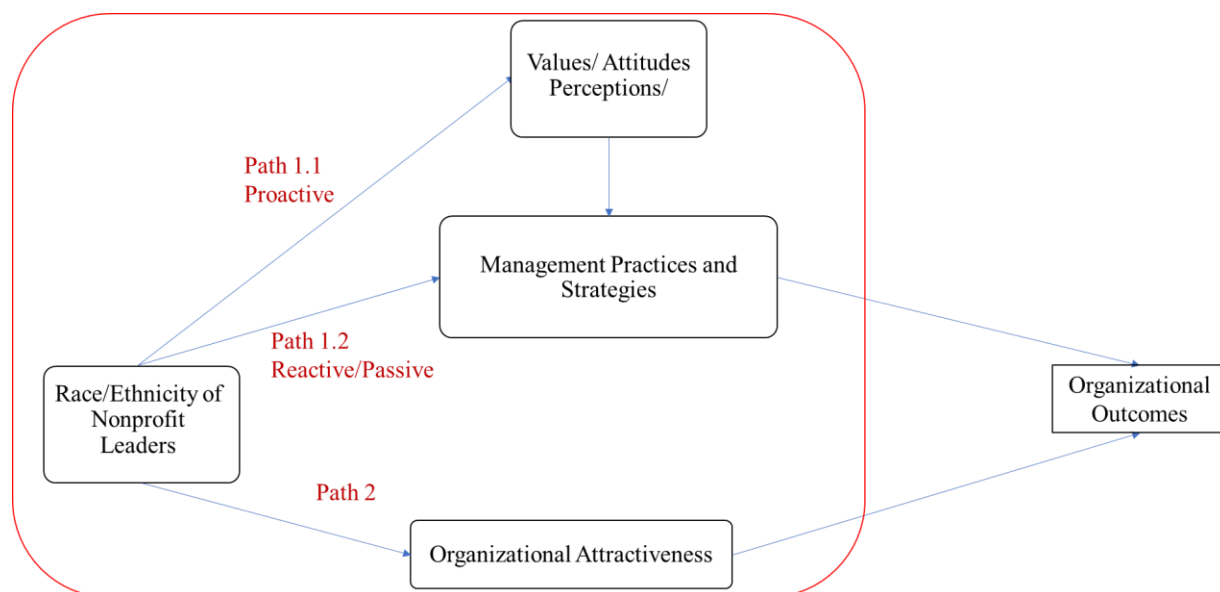 Values/ Attitudes
Perceptions/
Path 1.1
Proactive
Management Practices and
Strategies
Path 1.2
Reactive/Passive
Race/Ethnicity of
Nonprofit
Leaders
Organizational
Outcomes
Path 2
Organizational Attractiveness